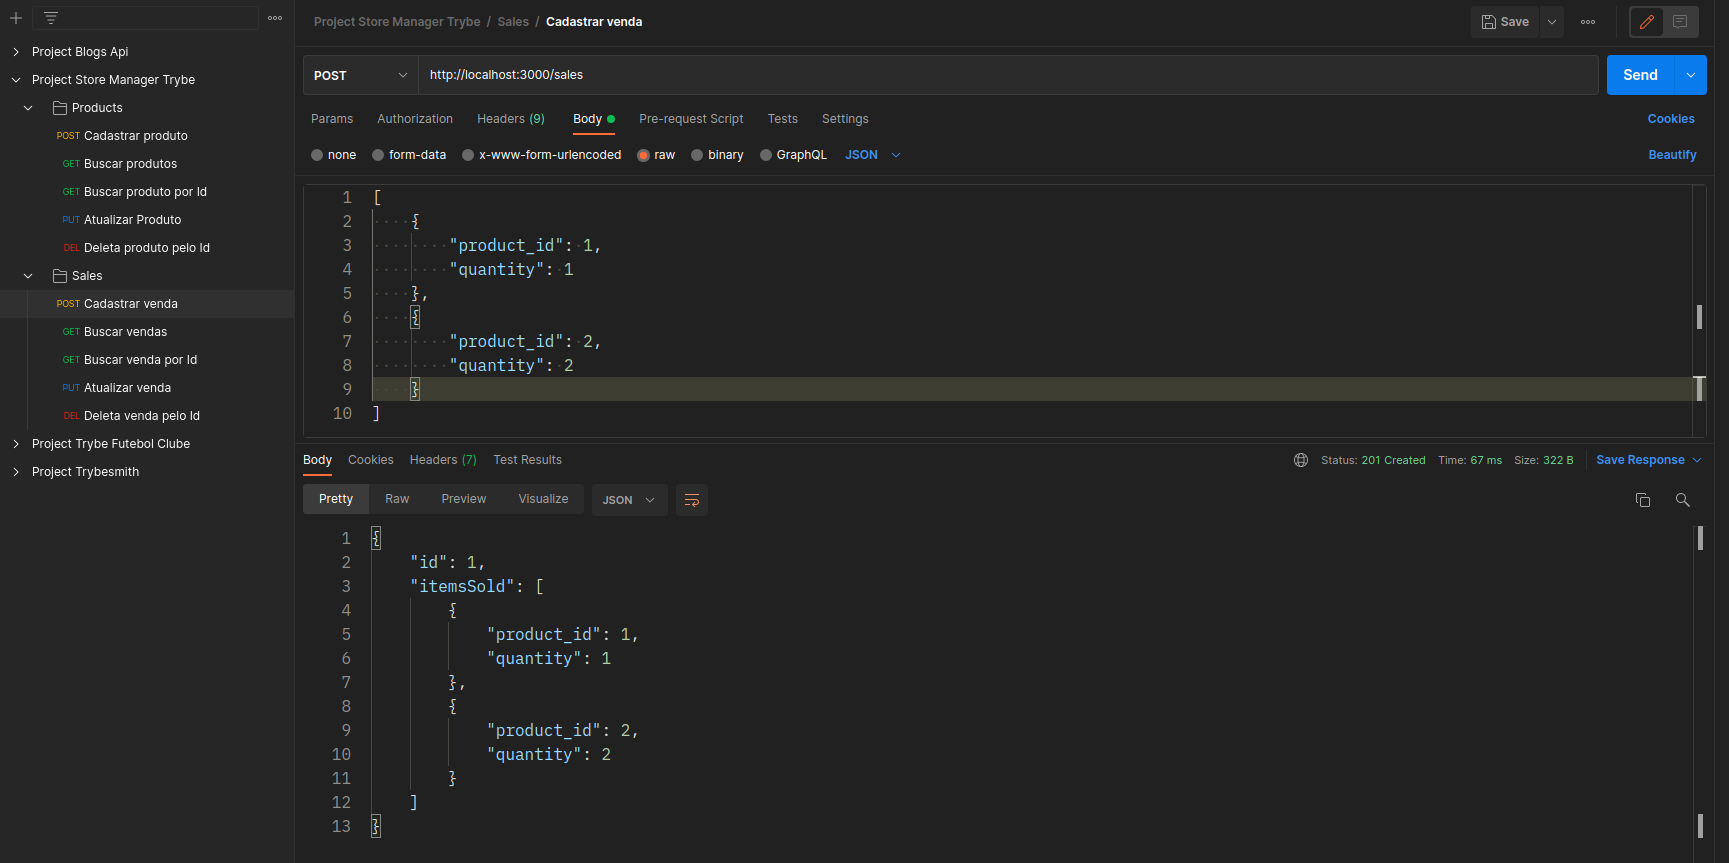 Project Store Manager Trybe / Sales / Cadastrar venda
Save
Project Blogs Api
Project Store Manager Trybe
Products
POST Cadastrar produto
GET Buscar produtos
GET Buscar produto por Id
PUT Atualizar Produto
DEL Deleta produto pelo Id
Sales
POST Cadastrar venda
GET Buscar vendas
GET Buscar venda por Id
PUT Atualizar venda
DEL Deleta venda pelo Id
Project Trybe Futebol Clube
Project Trybesmith
POST http://localhost:3000/sales Send
Params Authorization Headers (9) Body Pre-request Script Tests Settings Cookies
none form-data x-www-form-urlencoded raw binary GraphQL JSON Beautify
1 [
2 {
3 "product_id": 1,
4 "quantity": 1
5 },
6 {
7 "product_id": 2,
8 "quantity": 2
9 }
10 ]
Body Cookies Headers (7) Test Results Status: 201 Created Time: 67 ms Size: 322 B Save Response
Pretty Raw Preview Visualize JSON
1 {
2 "id": 1,
3 "itemsSold": [
4 {
5 "product_id": 1,
6 "quantity": 1
7 },
8 {
9 "product_id": 2,
10 "quantity": 2
11 }
12 ]
13 }